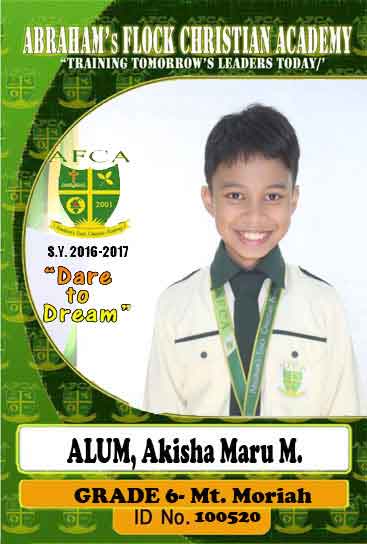 ABRAHAM's FLOCK CHRISTIAN ACADEMY
"TRAINING TOMORROW'S LEADERS TODAY/'
AFCA
2001
S.Y. 2016-2017
"Dare
to
Dream"
AFCA
ALUM, Akisha Maru M.
GRADE 6- Mt. Moriah
ID No. 100520